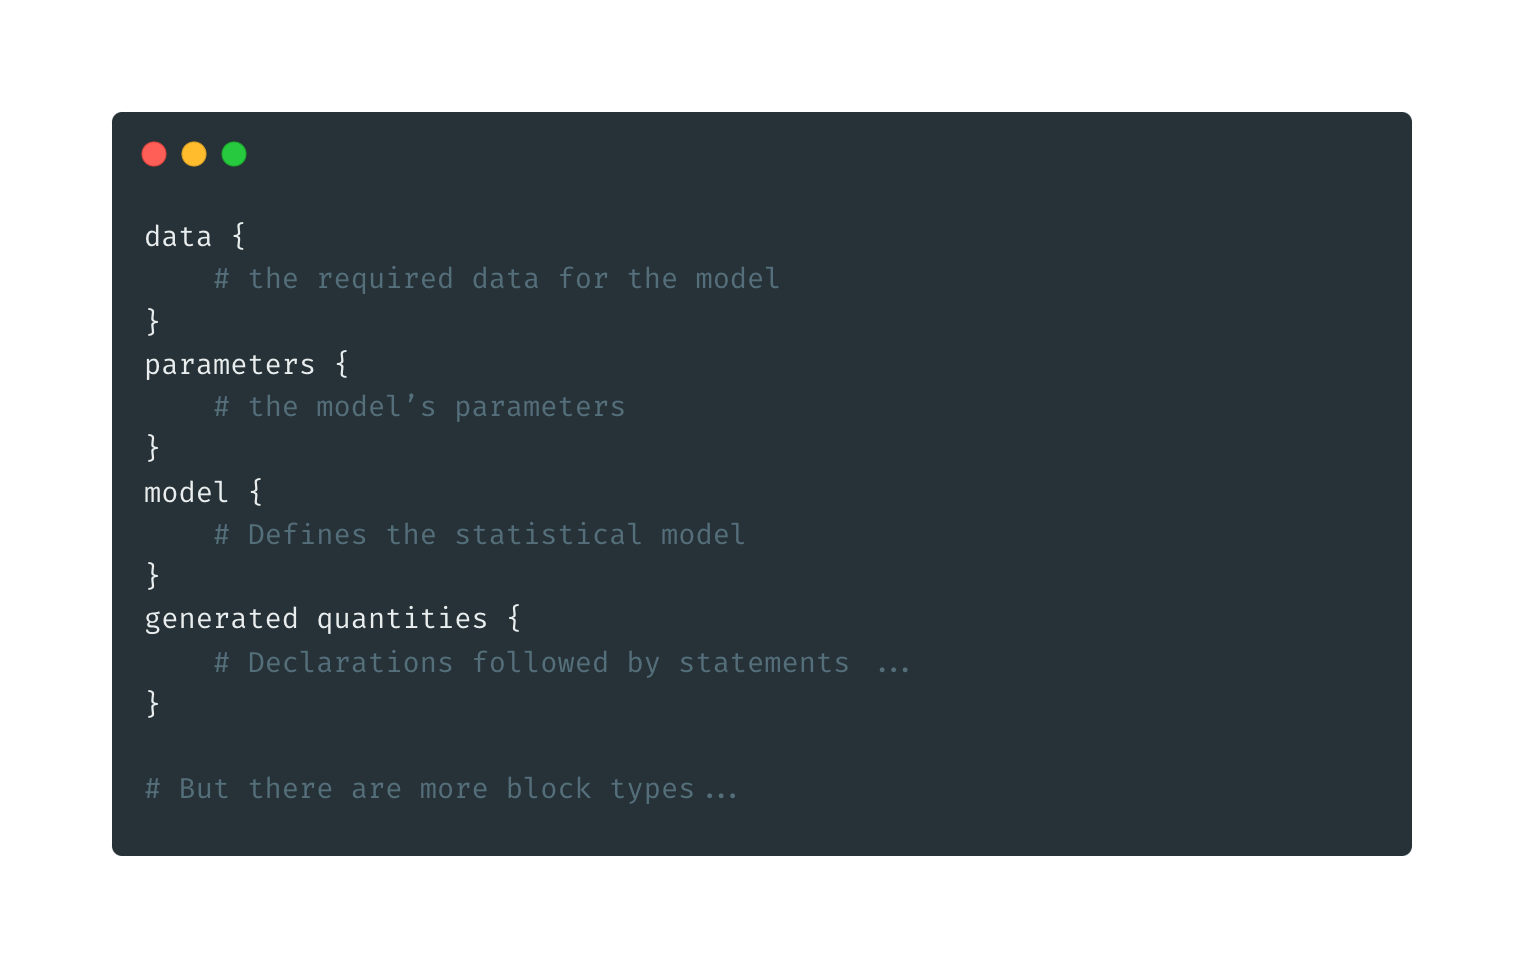 data {
    # the required data for the model
}
parameters {
    # the model’s parameters
}
model {
    # Defines the statistical model
}
generated quantities {
    # Declarations followed by statements ...
}

# But there are more block types...